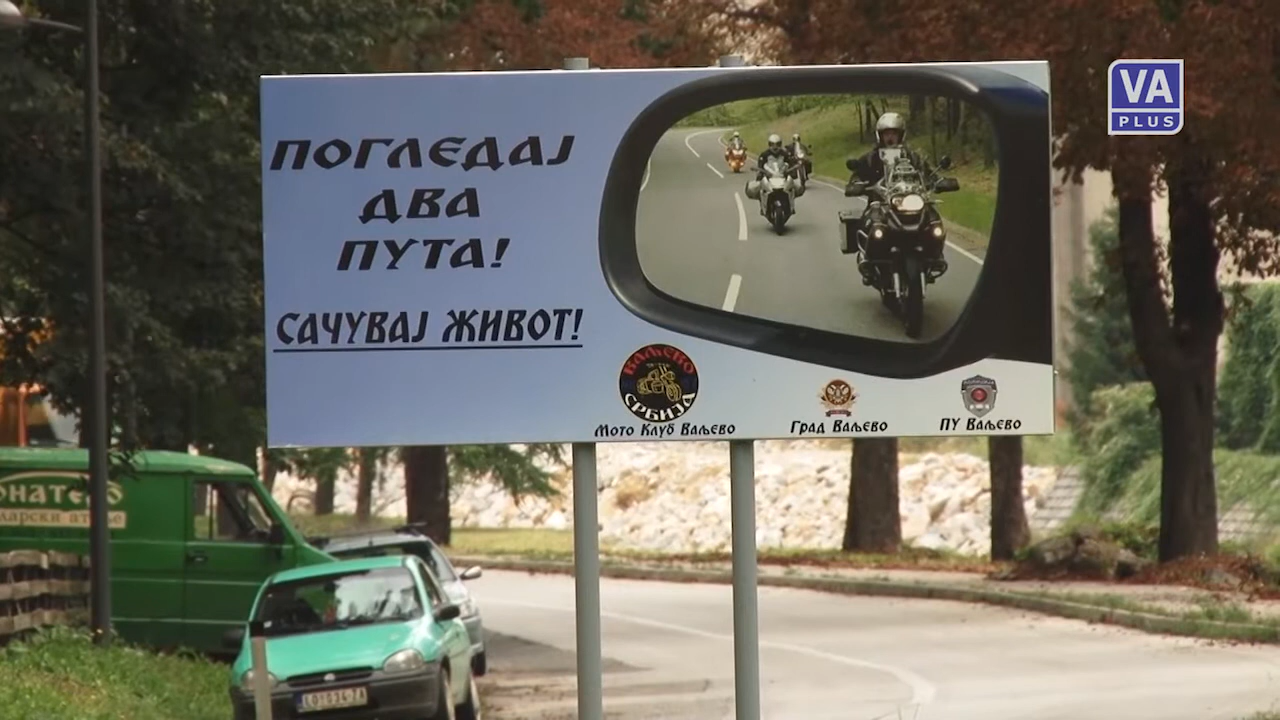 VA
PLUS
ПОГЛЕДАЈ
ДВА
ПУТА!
САЧУВАЈ ЖИВОТ!
ВАЉЕВО
СРБИЈА
Мото Клуб Ваљево
Град Ваљево
ПУ Ваљево